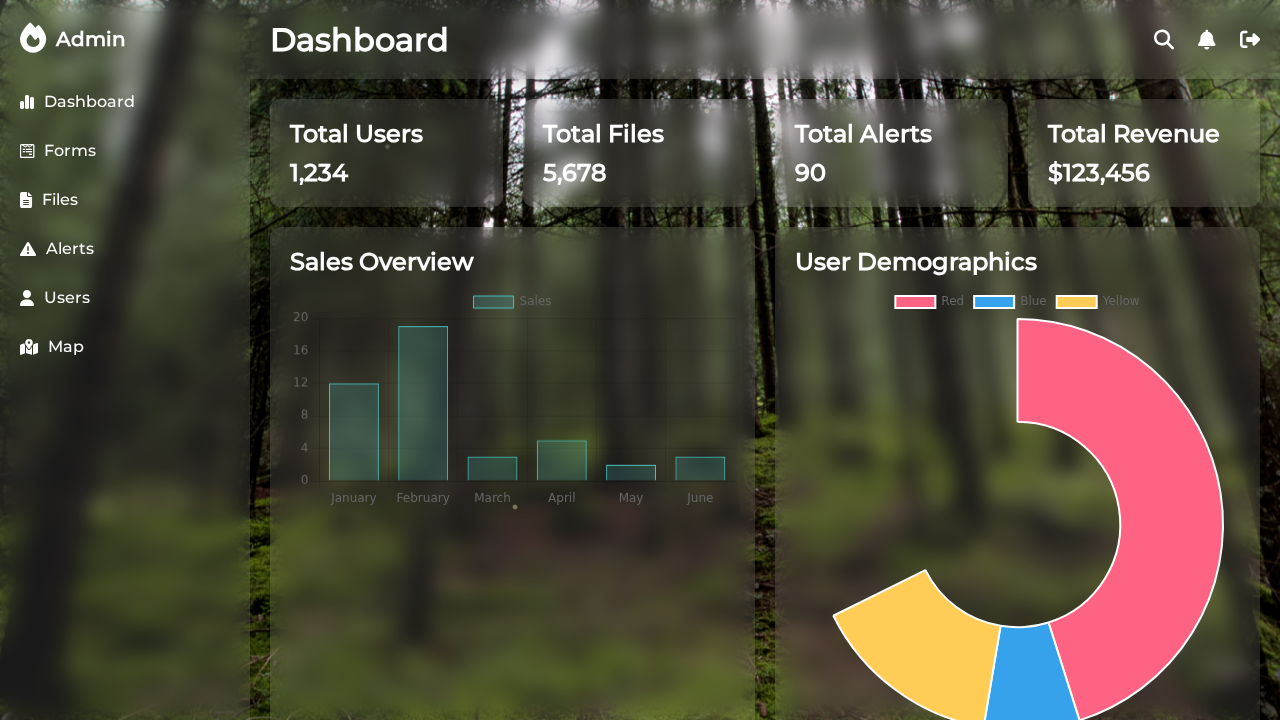 Admin
Dashboard
Forms
Files
Alerts
Users
Map
Dashboard
Total Users
1,234
Total Files
5,678
Total Alerts
90
Total Revenue
$123,456
Sales Overview
Sales
20
16
12
8
4
0
January February March April May June
User Demographics
Red Blue Yellow